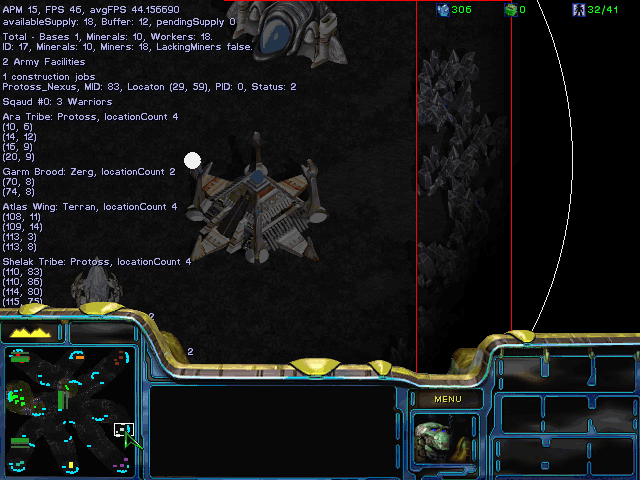 APM 15, FPS 46, avgFPS 44.156690
306
0
32/41
availableSupply: 18, Buffer: 12, pendingSupply 0
Total - Bases 1, Minerals: 10, Workers: 18.
ID: 17, Minerals: 10, Miners: 18, LackingMiners false.
2 Army Facilities
1 construction jobs
Protoss_Nexus, MID: 83, Locaton (29, 59), PID: 0, Status: 2
Sqaud #0: 3 Warriors
Ara Tribe: Protoss, locationCount 4
(10, 6)
(14, 12)
(16, 9)
(20, 9)
Garm Brood: Zerg, locationCount 2
(70, 8)
(74, 8)
Atlas Wing: Terran, locationCount 4
(108, 11)
(109, 14)
(113, 3)
(113, 8)
Shelak Tribe: Protoss, locationCount 4
(110, 83)
(110, 86)
(114, 80)
(115, 75)
2
2
MENU